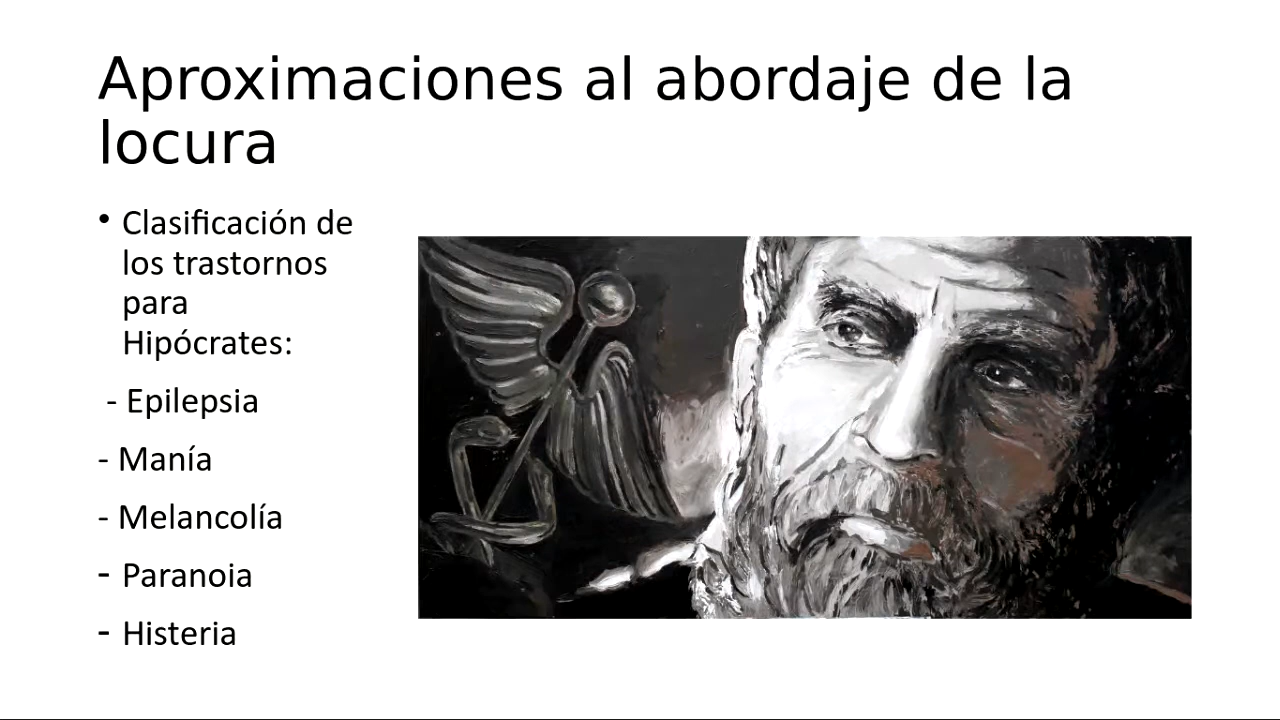 Aproximaciones al abordaje de la
locura
• Clasificación de
los trastornos
para
Hipócrates:
- Epilepsia
- Manía
- Melancolía
- Paranoia
- Histeria